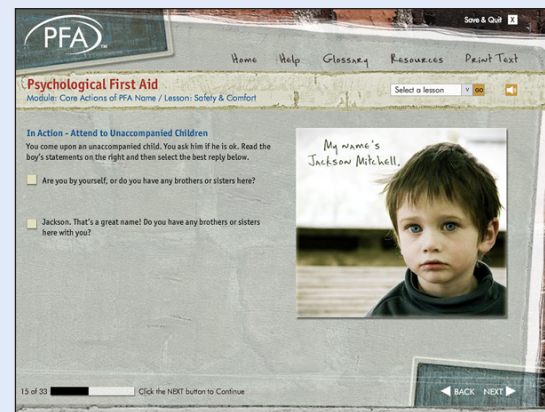 Save & Quit X
PFA™
Home Help Glossary Resources Print Text
Psychological First Aid
Module: Core Actions of PFA Name / Lesson: Safety & Comfort
Select a lesson v GO
In Action - Attend to Unaccompanied Children
You come upon an unaccompanied child. You ask him if he is ok. Read the
boy's statements on the right and then select the best reply below.
My name's
Jackson Mitchell.
Are you by yourself, or do you have any brothers or sisters here?
Jackson. That's a great name! Do you have any brothers or sisters
here with you?
15 of 33 Click the NEXT button to Continue
BACK NEXT